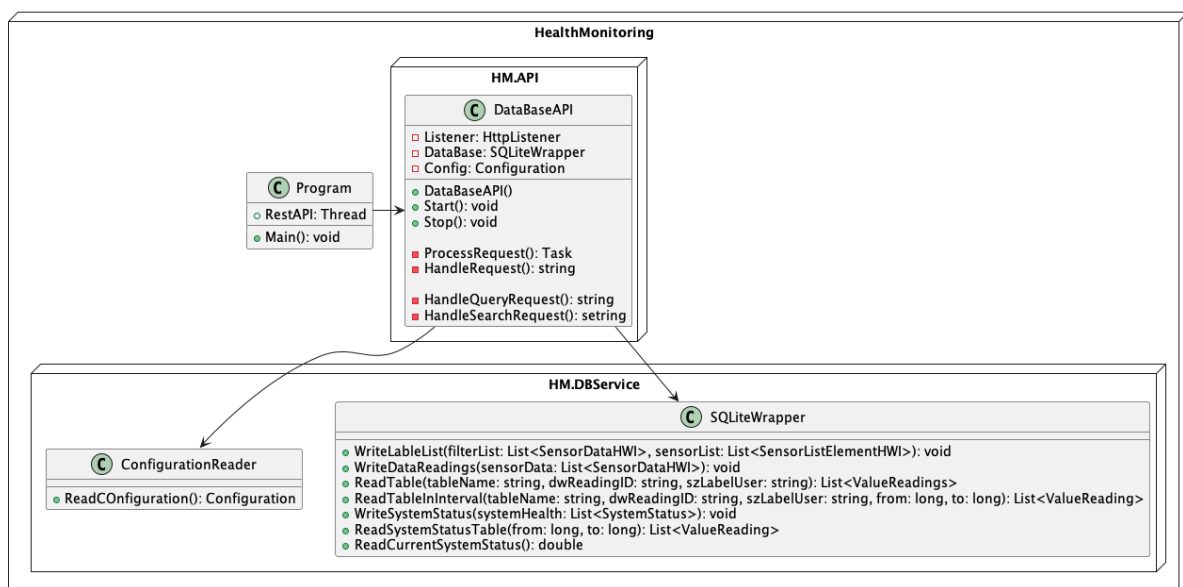 HealthMonitoring
HM.API
C DataBaseAPI
Listener: HttpListener
DataBase: SQLiteWrapper
Config: Configuration
DataBaseAPI()
Start(): void
Stop(): void
ProcessRequest(): Task
HandleRequest(): string
HandleQueryRequest(): string
HandleSearchRequest(): setring
C Program
RestAPI: Thread
Main(): void
HM.DBService
C ConfigurationReader
ReadCOnfiguration(): Configuration
C SQLiteWrapper
WriteLableList(filterList: List<SensorDataHWI>, sensorList: List<SensorListElementHWI>): void
WriteDataReadings(sensorData: List<SensorDataHWI>): void
ReadTable(tableName: string, dwReadingID: string, szLabelUser: string): List<ValueReadings>
ReadTableInInterval(tableName: string, dwReadingID: string, szLabelUser: string, from: long, to: long): List<ValueReading>
WriteSystemStatus(systemHealth: List<SystemStatus>): void
ReadSystemStatusTable(from: long, to: long): List<ValueReading>
ReadCurrentSystemStatus(): double